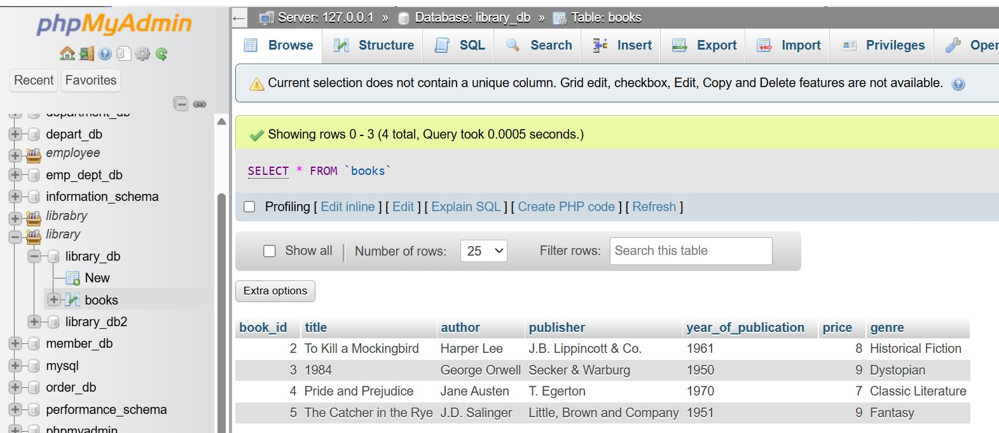 phpMyAdmin
Recent Favorites
department_db
depart_db
employee
emp_dept_db
information_schema
librabry
library
library_db
New
books
library_db2
member_db
mysql
order_db
performance_schema
phpmyadmin
← Server: 127.0.0.1 » Database: library_db » Table: books
Browse Structure SQL Search Insert Export Import Privileges Oper
Current selection does not contain a unique column. Grid edit, checkbox, Edit, Copy and Delete features are not available.
Showing rows 0 - 3 (4 total, Query took 0.0005 seconds.)
SELECT * FROM `books`
Profiling [ Edit inline ] [ Edit ] [ Explain SQL ] [ Create PHP code ] [ Refresh ]
Show all | Number of rows: 25 Filter rows: Search this table
Extra options
book_id title author publisher year_of_publication price genre
2 To Kill a Mockingbird Harper Lee J.B. Lippincott & Co. 1961 8 Historical Fiction
3 1984 George Orwell Secker & Warburg 1950 9 Dystopian
4 Pride and Prejudice Jane Austen T. Egerton 1970 7 Classic Literature
5 The Catcher in the Rye J.D. Salinger Little, Brown and Company 1951 9 Fantasy